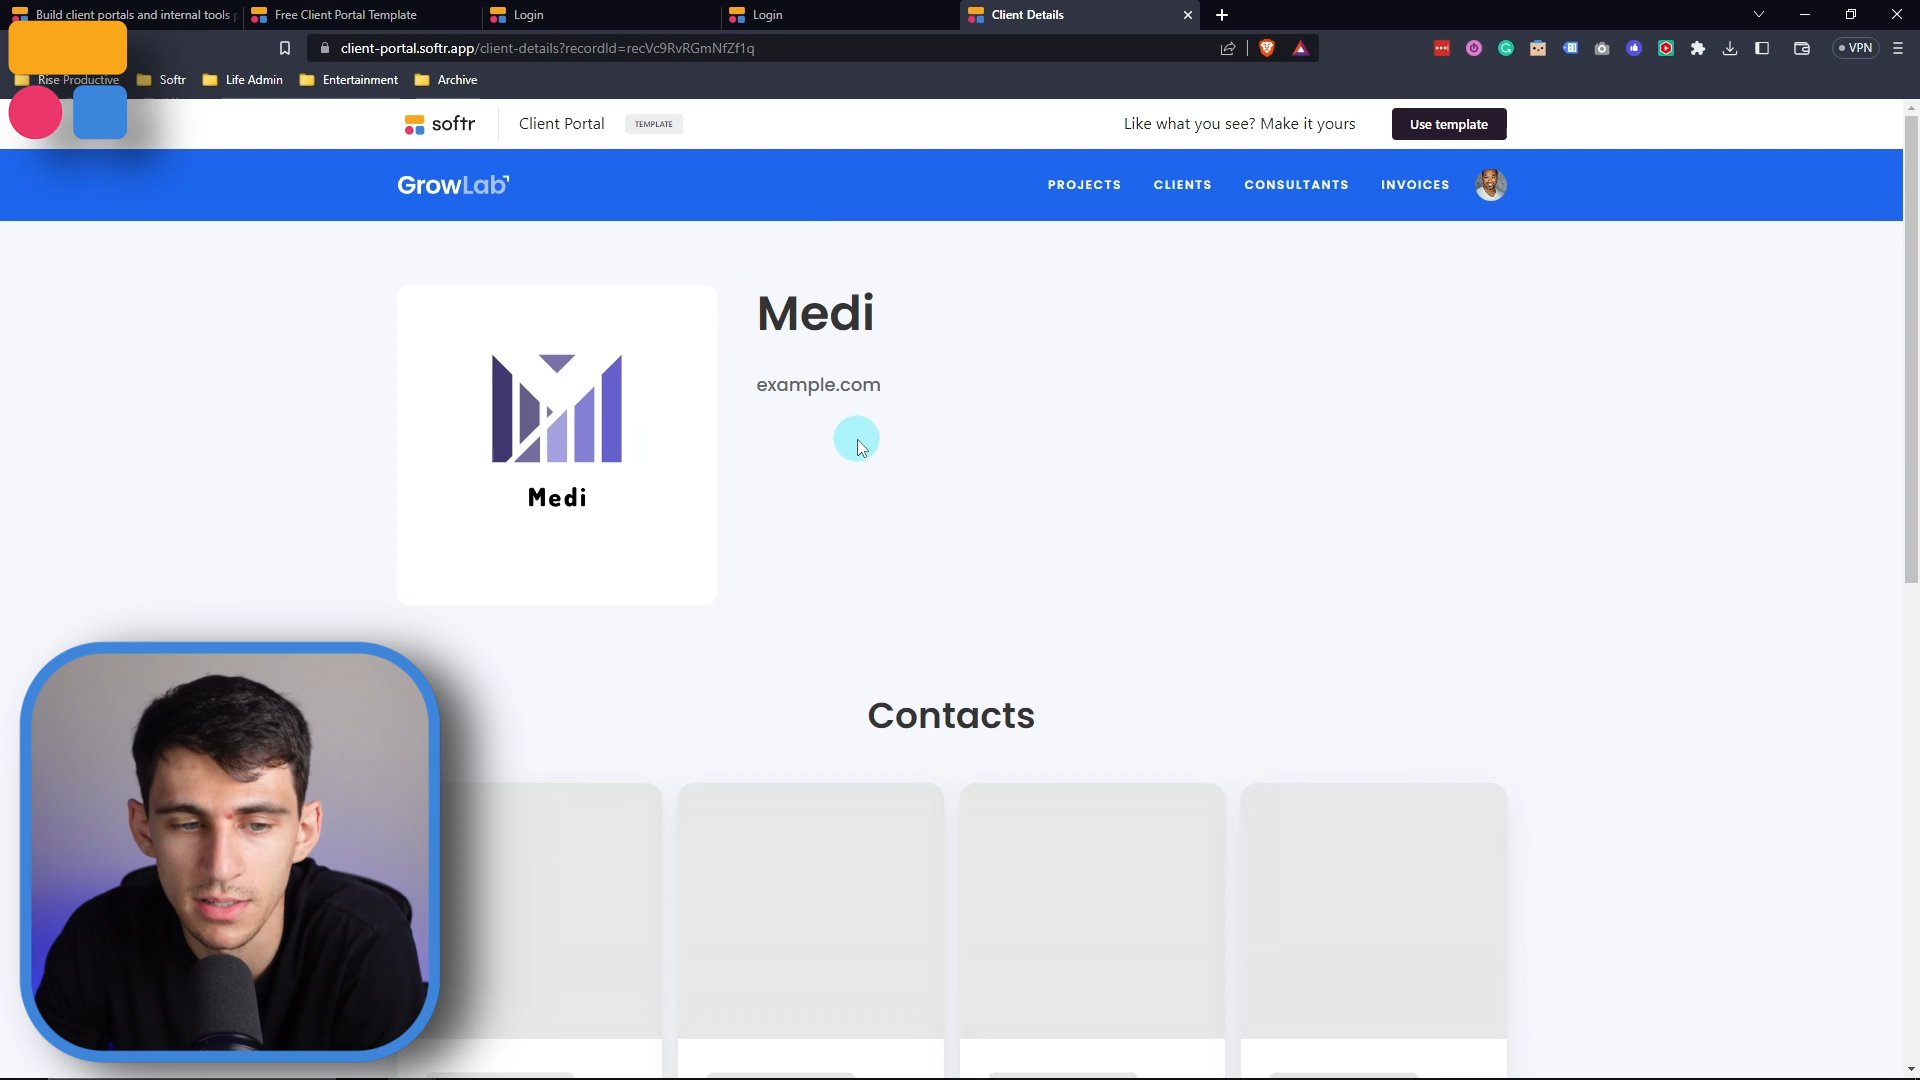 Build client portals and internal tools
Free Client Portal Template
Login
Login
Client Details
client-portal.softr.app/client-details?recordId=recVc9RvRGmNfZf1q
VPN
Rise Productive
Softr
Life Admin
Entertainment
Archive
softr
Client Portal
TEMPLATE
Like what you see? Make it yours
Use template
GrowLab
PROJECTS
CLIENTS
CONSULTANTS
INVOICES
Medi
example.com
Medi
Contacts